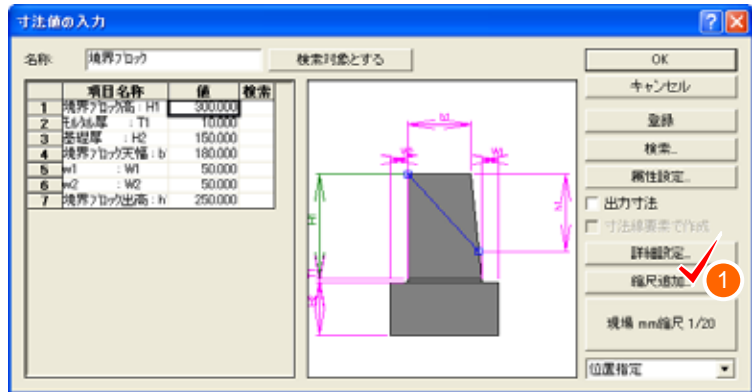 寸法値の入力
名称: 境界ブロック 検索対象とする
項目名称 値 検索
1 境界ブロック高 : H1 300.000
2 モルタル厚 : T1 10.000
3 基礎厚 : H2 150.000
4 境界ブロック天幅 : b 180.000
5 w1 : W1 50.000
6 w2 : W2 50.000
7 境界ブロック出高 : h 250.000
OK
キャンセル
登録
検索...
属性設定...
出力寸法
寸法線要素で作成
詳細設定...
縮尺追加...
1
現場 mm縮尺 1/20
位置指定
b1
H1
h1